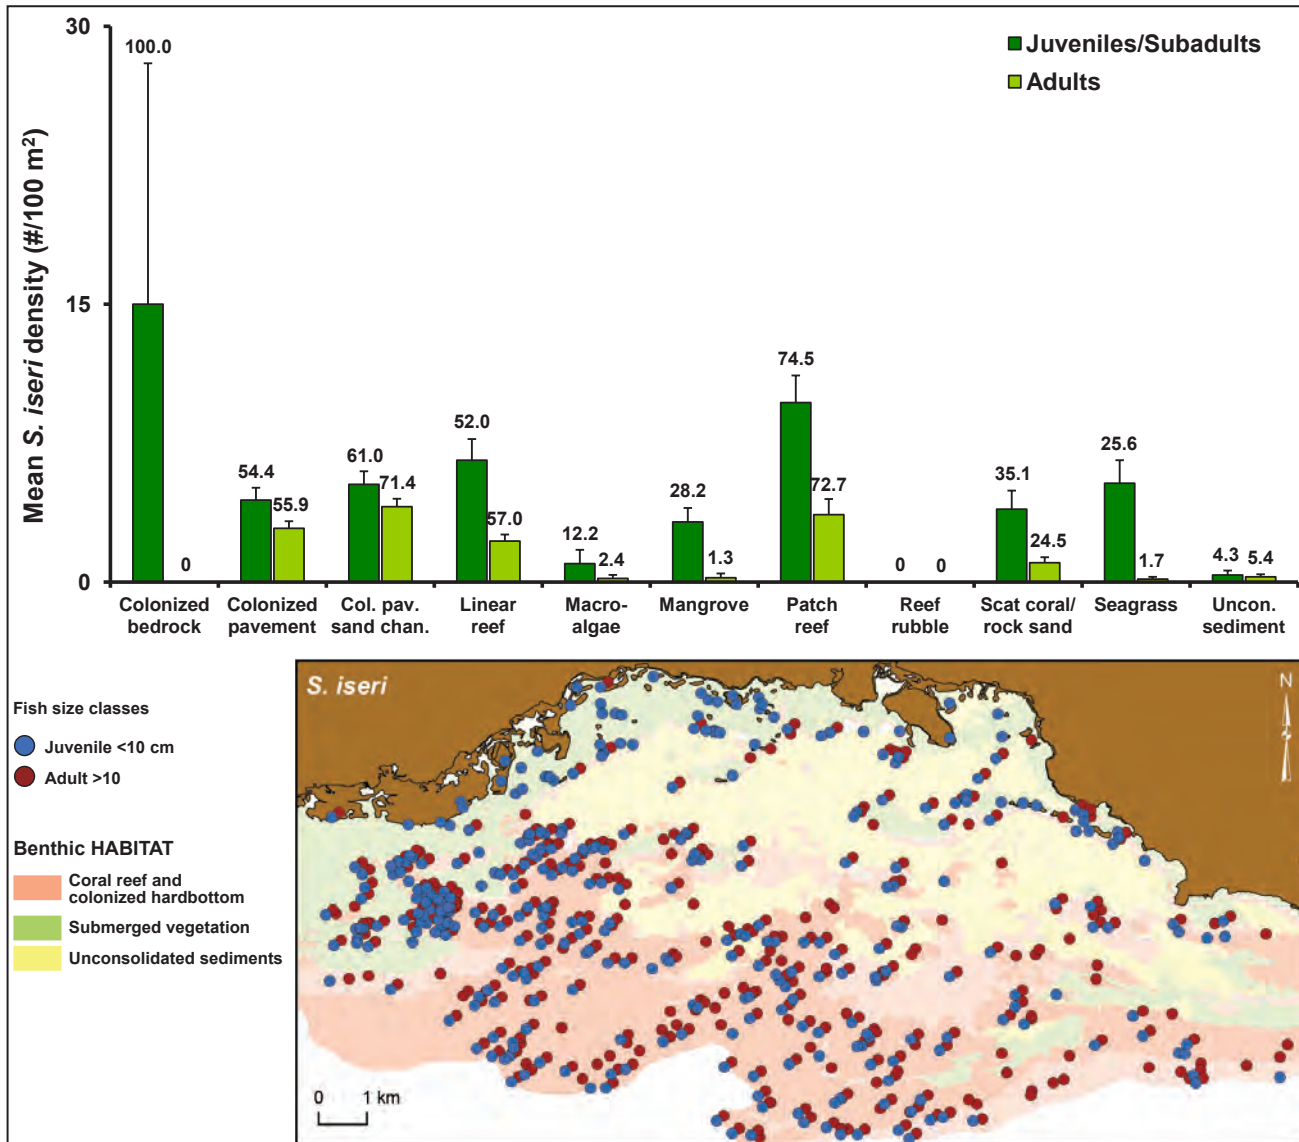 30
15
0
Mean S. iseri density (#/100 m²)
Juveniles/Subadults
Adults
100.0
0
54.4
55.9
61.0
71.4
52.0
57.0
12.2
2.4
28.2
1.3
74.5
72.7
0
0
35.1
24.5
25.6
1.7
4.3
5.4
Colonized
bedrock
Colonized
pavement
Col. pav.
sand chan.
Linear
reef
Macro-
algae
Mangrove
Patch
reef
Reef
rubble
Scat coral/
rock sand
Seagrass
Uncon.
sediment
Fish size classes
Juvenile <10 cm
Adult >10
Benthic HABITAT
Coral reef and
colonized hardbottom
Submerged vegetation
Unconsolidated sediments
S. iseri
N
0 1 km